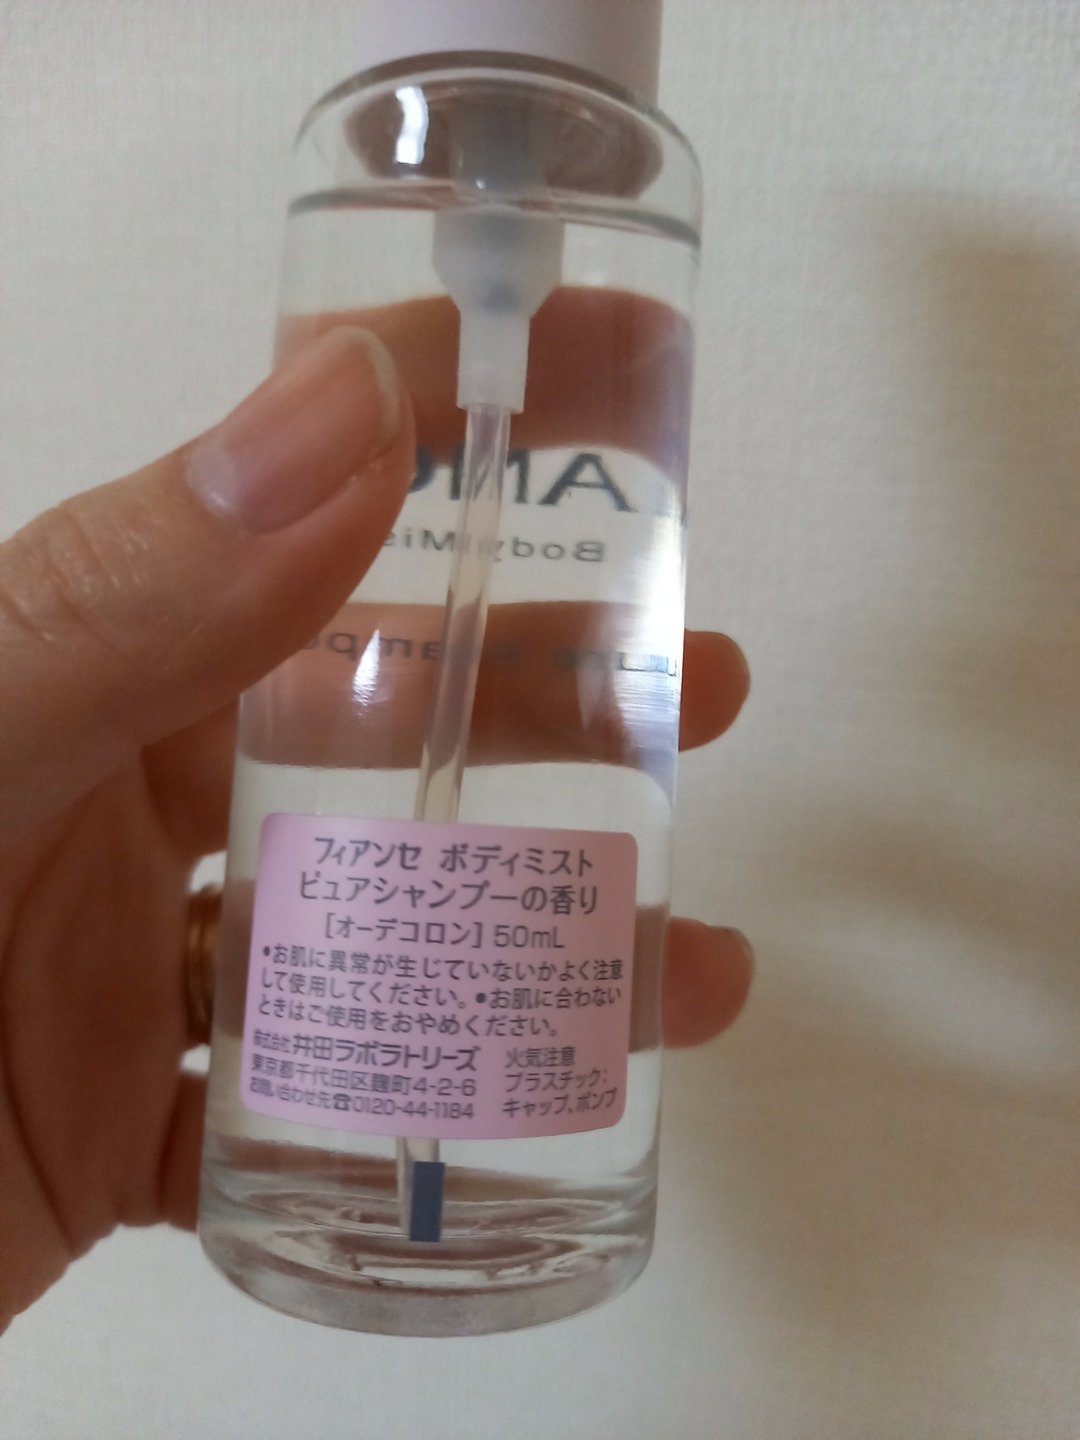 ANC
Body Mis
フィアンセ ボディミスト
ピュアシャンプーの香り
[オーデコロン] 50mL
•お肌に異常が生じていないかよく注意
して使用してください。•お肌に合わない
ときはご使用をおやめください。
株式会社 井田ラボラトリーズ
東京都千代田区麹町4-2-6
お問い合わせ先☎0120-44-1184
火気注意
プラスチック:
キャップ、ポンプ